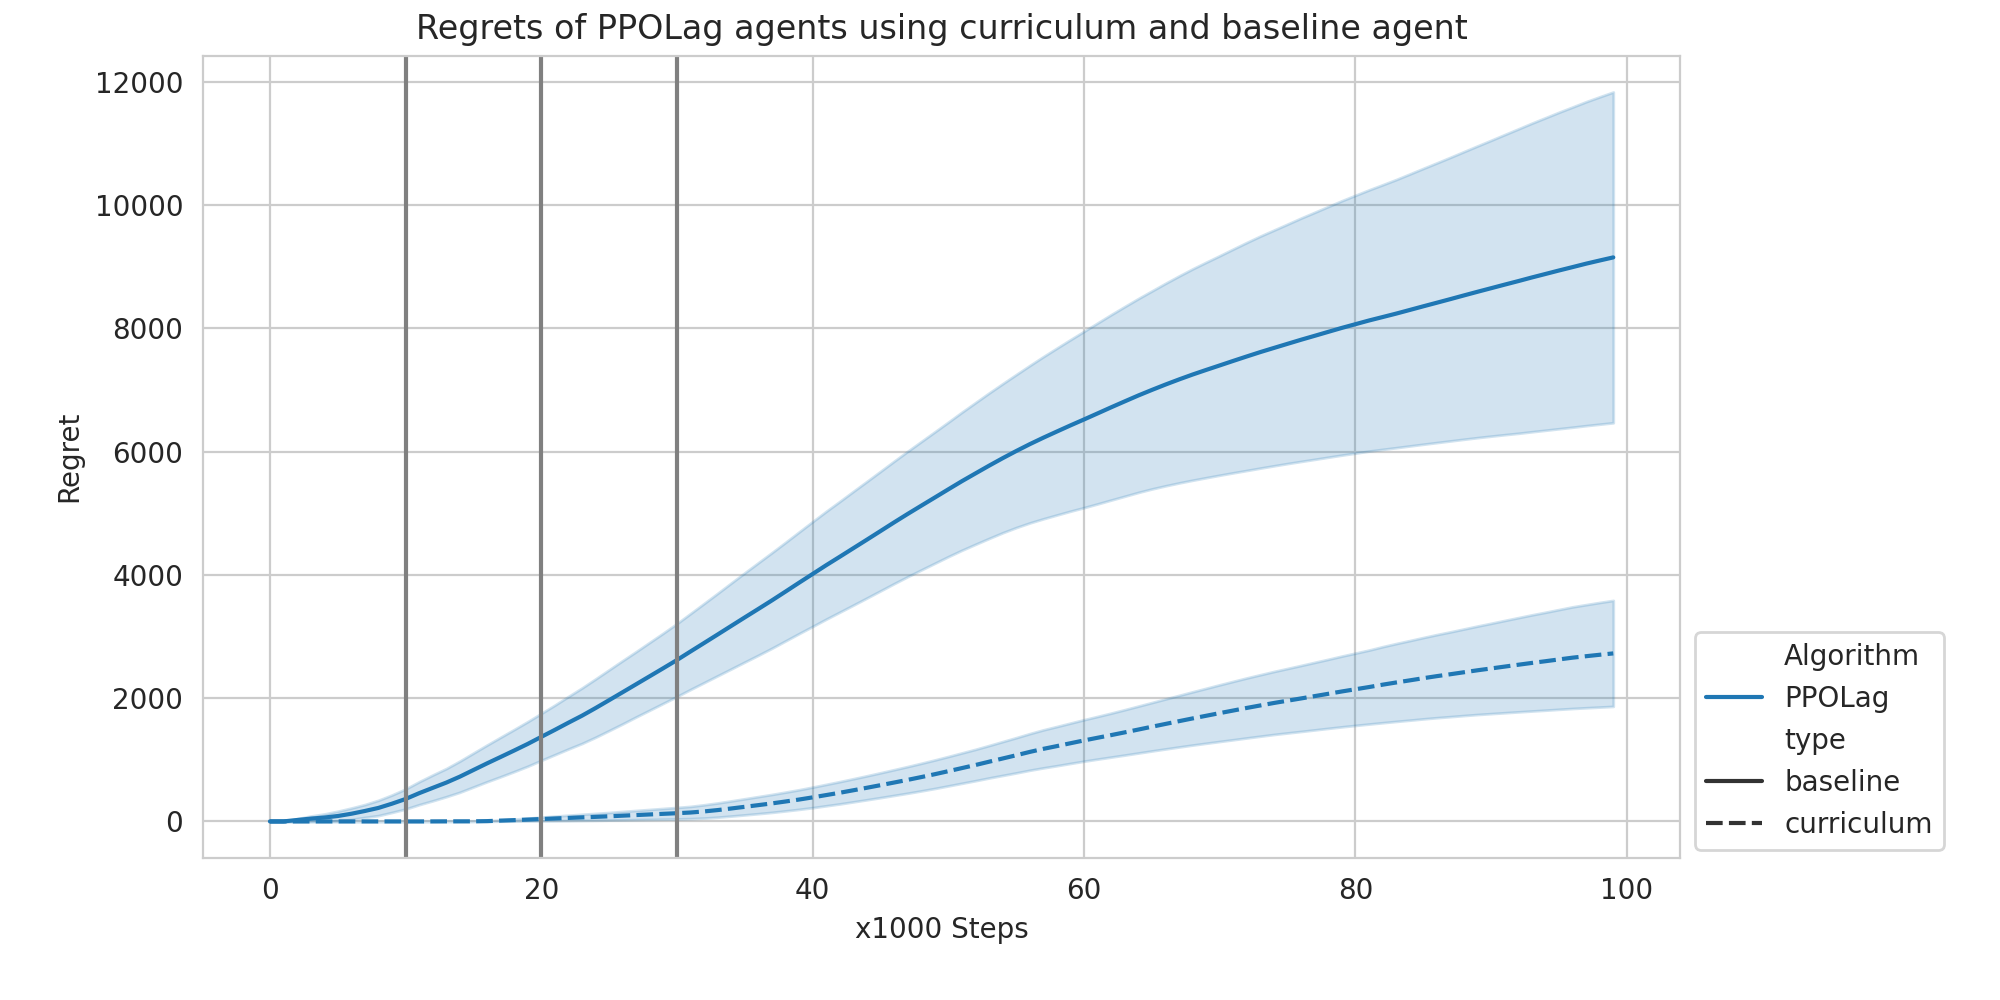 Regrets of PPOLag agents using curriculum and baseline agent
12000
10000
8000
6000
4000
2000
0
Regret
0 20 40 60 80 100
x1000 Steps
Algorithm
PPOLag
type
baseline
curriculum